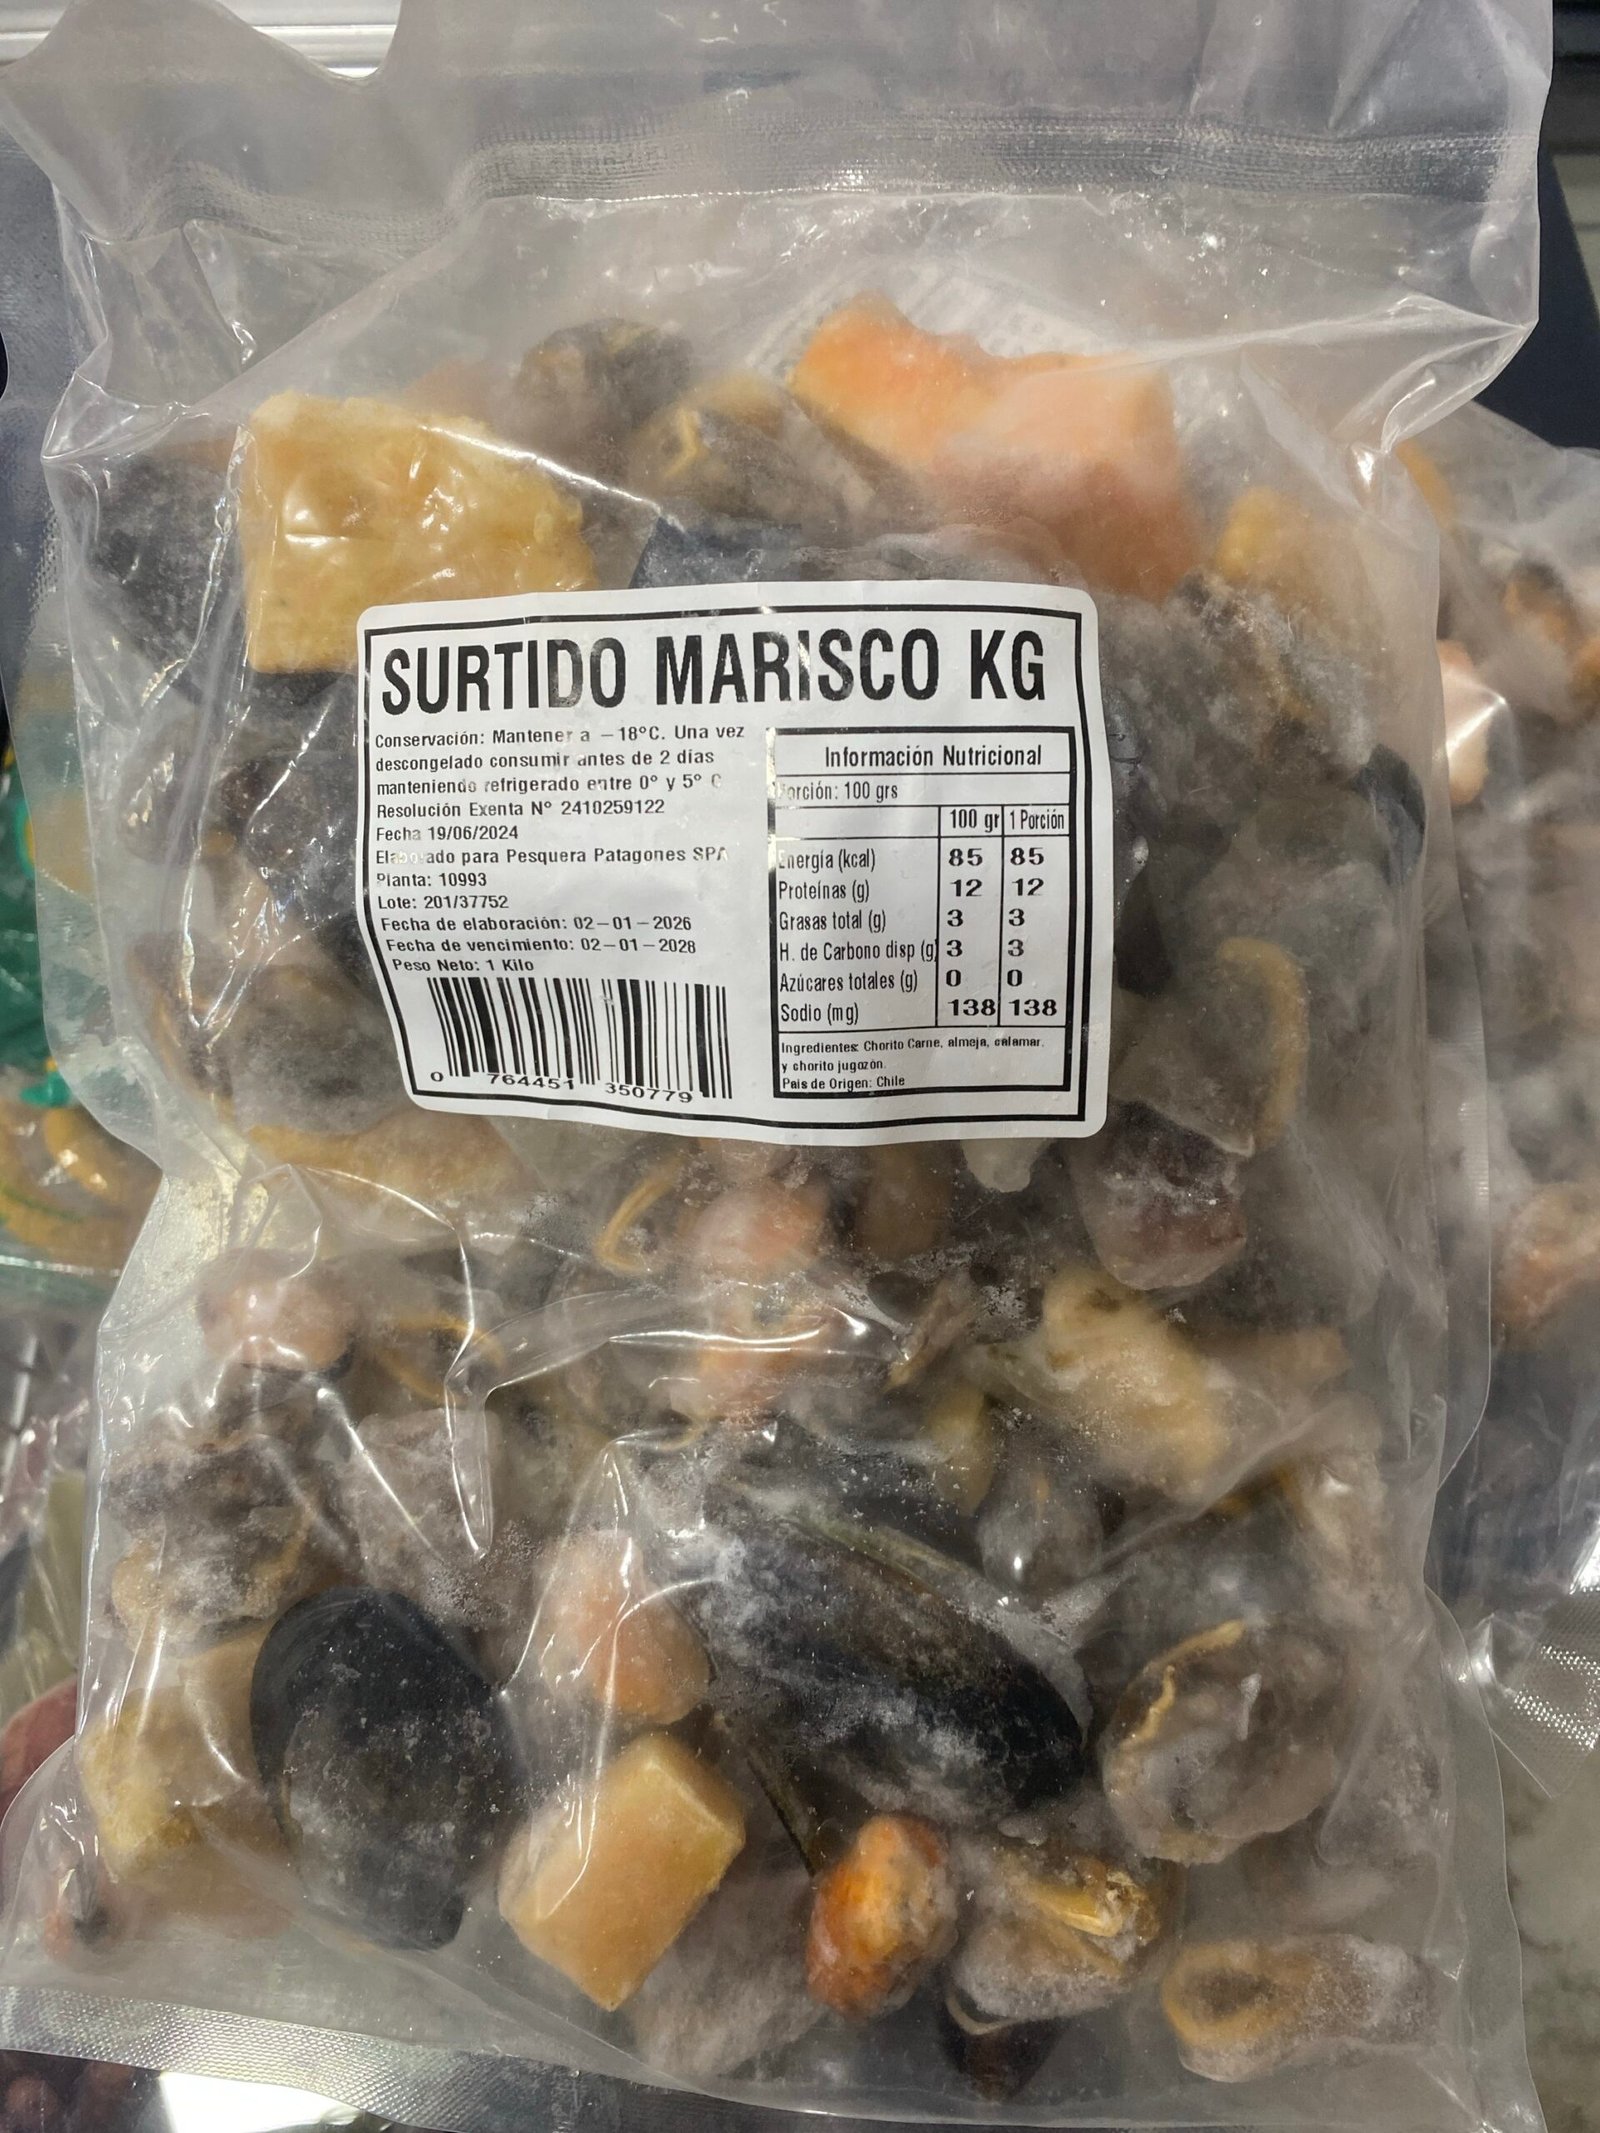 SURTIDO MARISCO KG
Conservación: Mantener a –18°C. Una vez
descongelado consumir antes de 2 días
manteniendo refrigerado entre 0° y 5° C
Resolución Exenta N° 2410259122
Fecha 19/06/2024
Elaborado para Pesquera Patagones SPA
Planta: 10993
Lote: 201/37752
Fecha de elaboración: 02–01–2026
Fecha de vencimiento: 02–01–2028
Peso Neto: 1 Kilo
0 764451 350779
Información Nutricional
Porción: 100 grs
100 gr 1 Porción
Energía (kcal) 85 85
Proteínas (g) 12 12
Grasas total (g) 3 3
H. de Carbono disp (g) 3 3
Azúcares totales (g) 0 0
Sodio (mg) 138 138
Ingredientes: Chorito Carne, almeja, calamar,
y chorito jugozón.
Pais de Origen: Chile